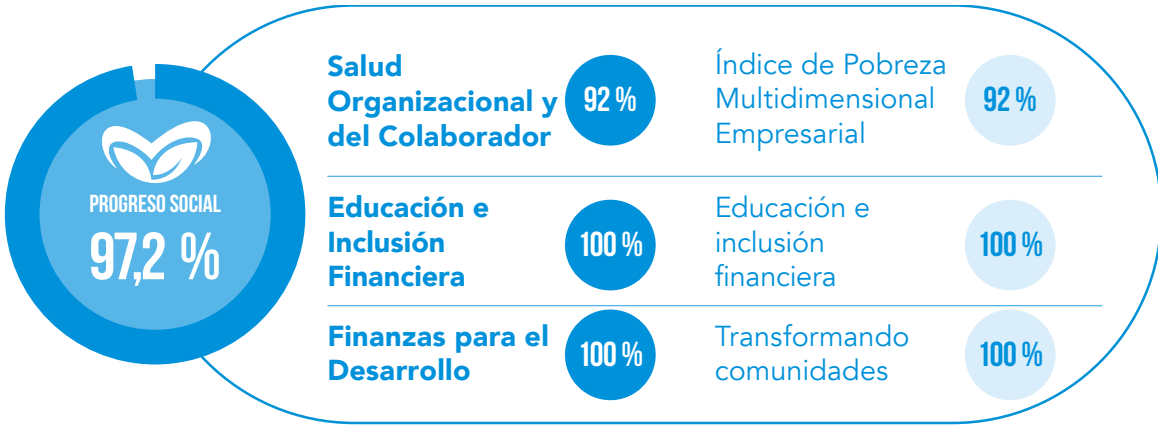 PROGRESO SOCIAL
97,2 %
Salud
Organizacional y
del Colaborador
92 %
Índice de Pobreza
Multidimensional
Empresarial
92 %
Educación e
Inclusión
Financiera
100 %
Educación e
inclusión
financiera
100 %
Finanzas para el
Desarrollo
100 %
Transformando
comunidades
100 %